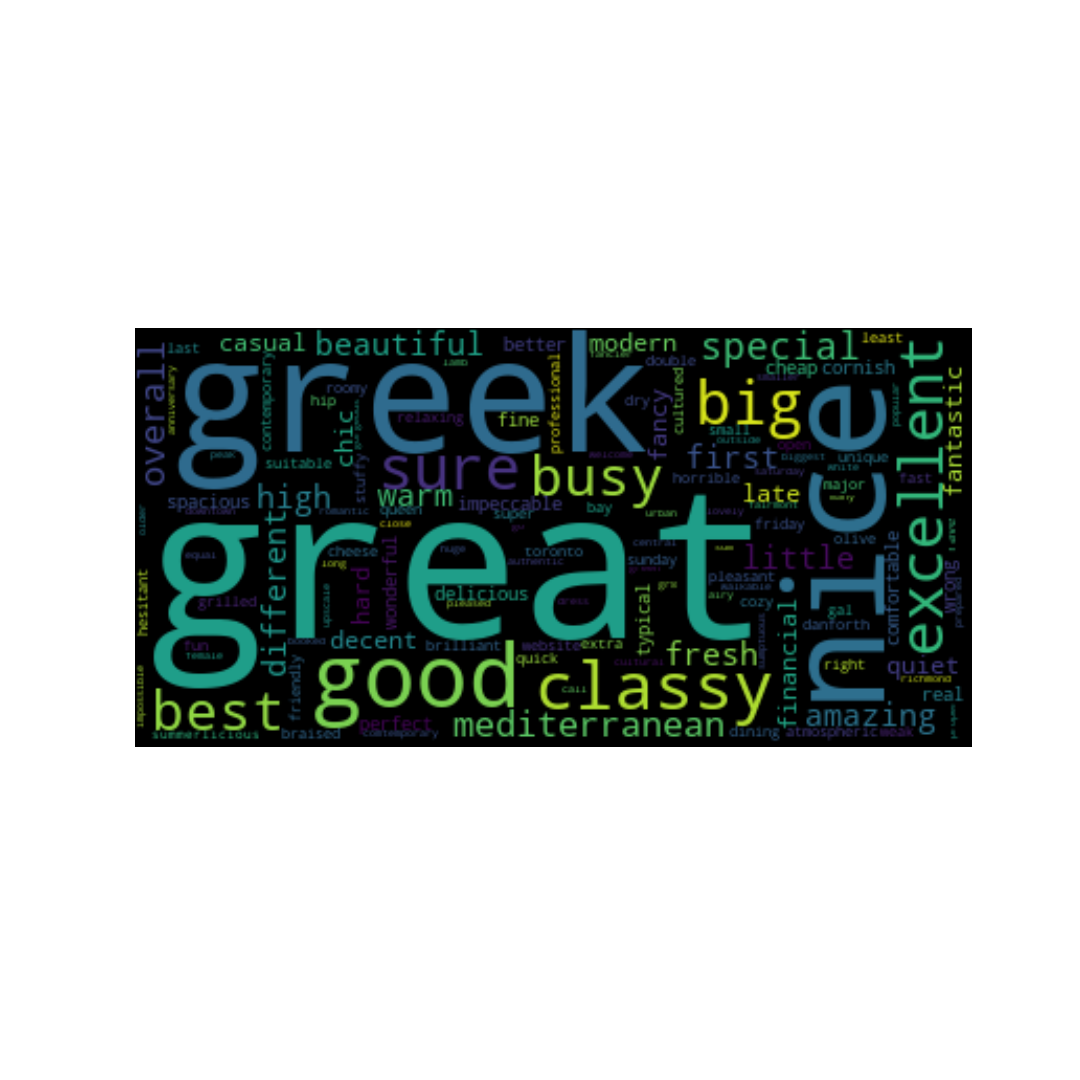 last
casual
beautiful
better
modern
special
least
overall
anniversary
contemporary
greek
double
cheap
cornish
excellent
fantastic
hip
roomy
relaxing
fine
professional
dry
fancy
cultured
big
nice
popular
chic
stuffy
suitable
sure
busy
first
small
outside
open
biggest
unique
white
saturday
horrible
spacious
high
warm
impeccable
late
major
fast
queen
super
bay
urban
lovely
friday
romantic
close
great
olive
older
different
cheese
long
huge
toronto
authentic
central
sunday
little
pleasant
walkable
comfortable
wrong
hesitant
grilled
upscale
hard
wonderful
delicious
pleased
dress
typical
airy
cozy
gal
danforth
financial
sumptuous
prepared
fun
female
decent
brilliant
website
extra
fresh
quick
cultural
right
quiet
richmond
real
impossible
friendly
good
classy
call
best
perfect
mediterranean
amazing
summerlicious
braised
contemporary
dining
atmospheric
weak